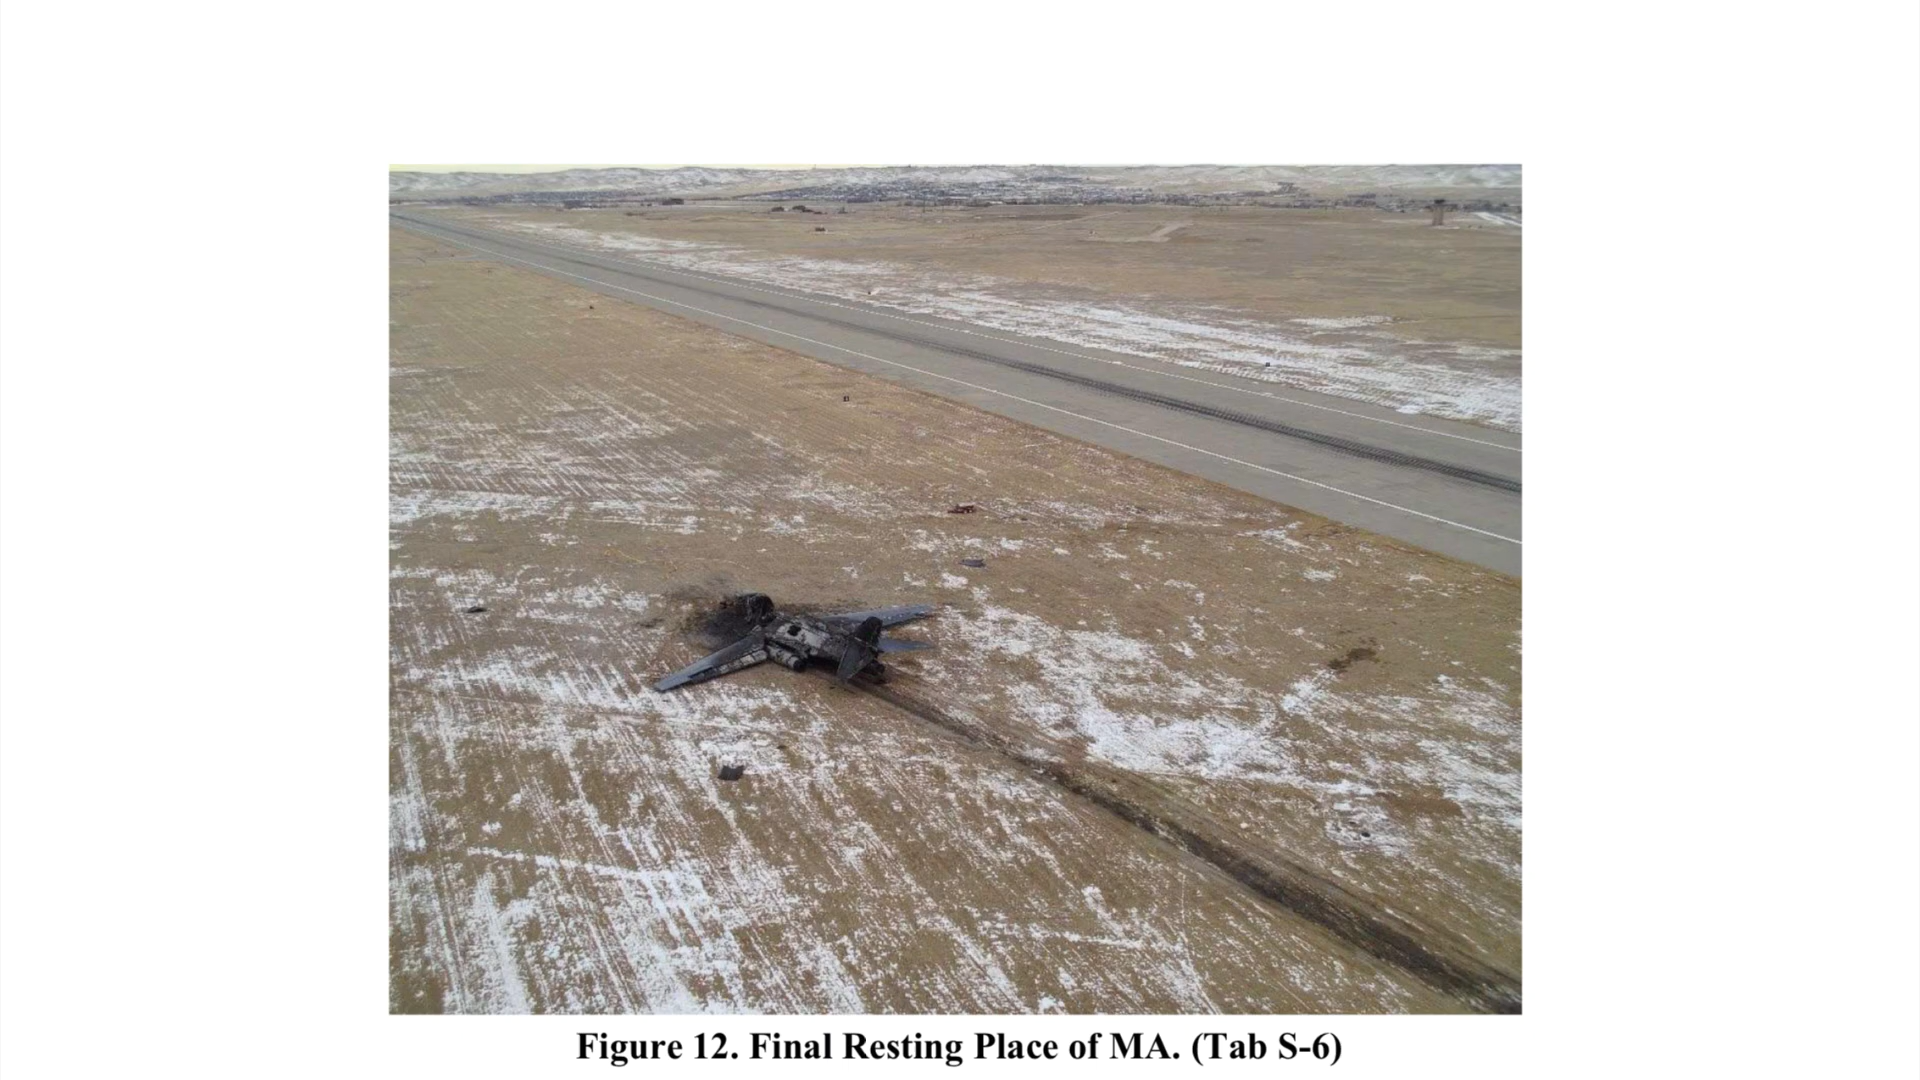 Figure 12. Final Resting Place of MA. (Tab S-6)